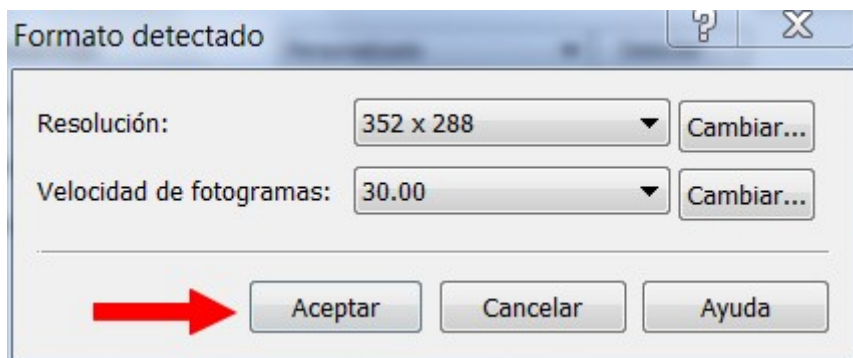 Formato detectado
Resolución: 352 x 288 Cambiar...
Velocidad de fotogramas: 30.00 Cambiar...
Aceptar Cancelar Ayuda